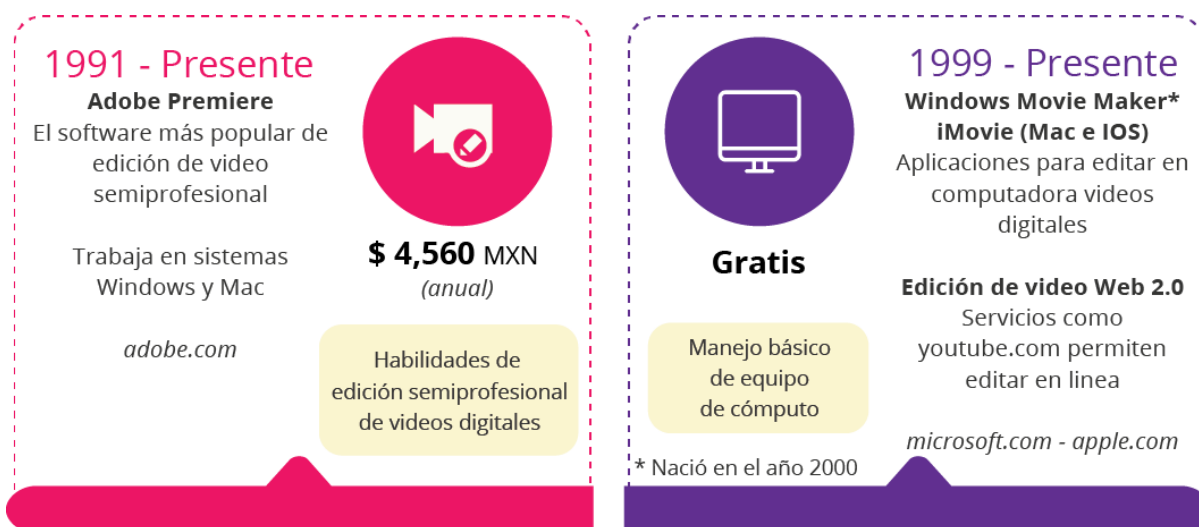 1991 - Presente
Adobe Premiere
El software más popular de
edición de video
semiprofesional
Trabaja en sistemas
Windows y Mac
adobe.com
$ 4,560 MXN
(anual)
Habilidades de
edición semiprofesional
de videos digitales
1999 - Presente
Windows Movie Maker*
iMovie (Mac e IOS)
Aplicaciones para editar en
computadora videos
digitales
Gratis
Edición de video Web 2.0
Servicios como
youtube.com permiten
editar en linea
Manejo básico
de equipo
de cómputo
microsoft.com - apple.com
* Nació en el año 2000